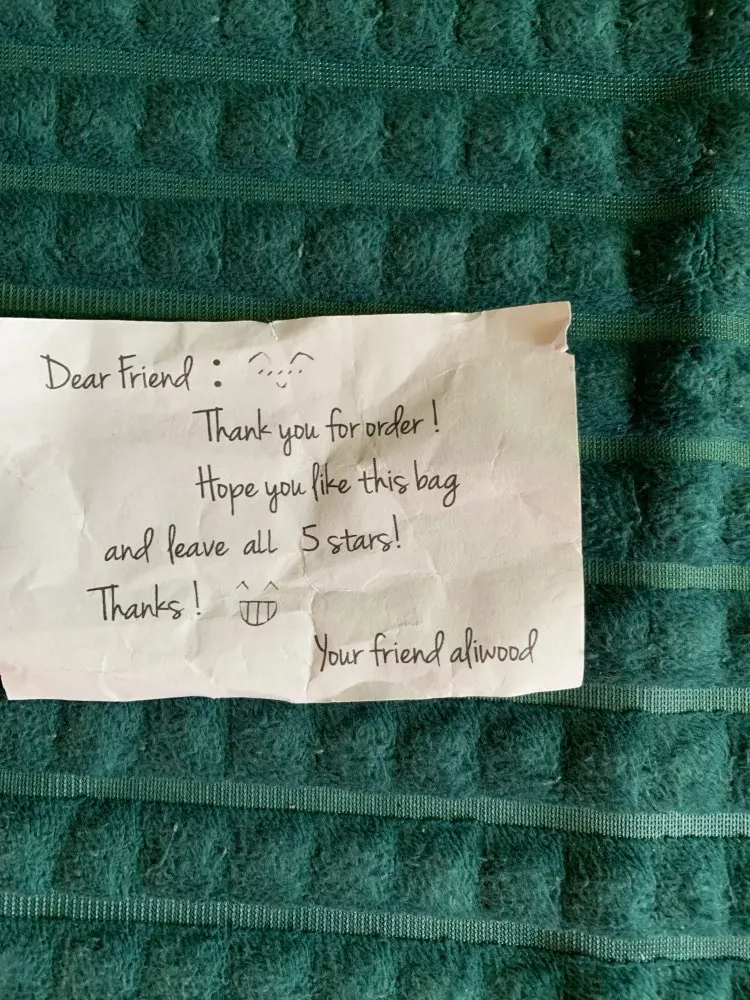 Dear Friend :
Thank you for order !
Hope you like this bag
and leave all 5 stars!
Thanks !
Your friend aliwood